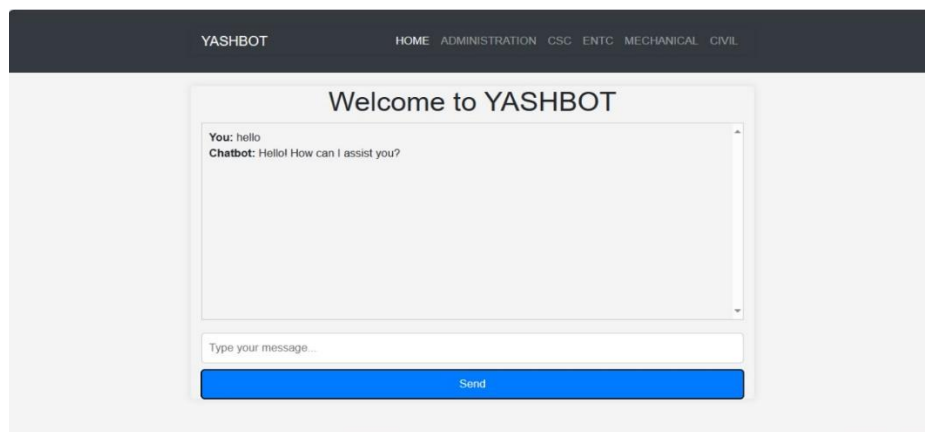 YASHBOT HOME ADMINISTRATION CSC ENTC MECHANICAL CIVIL
Welcome to YASHBOT
You: hello
Chatbot: Hello! How can I assist you?
Type your message...
Send